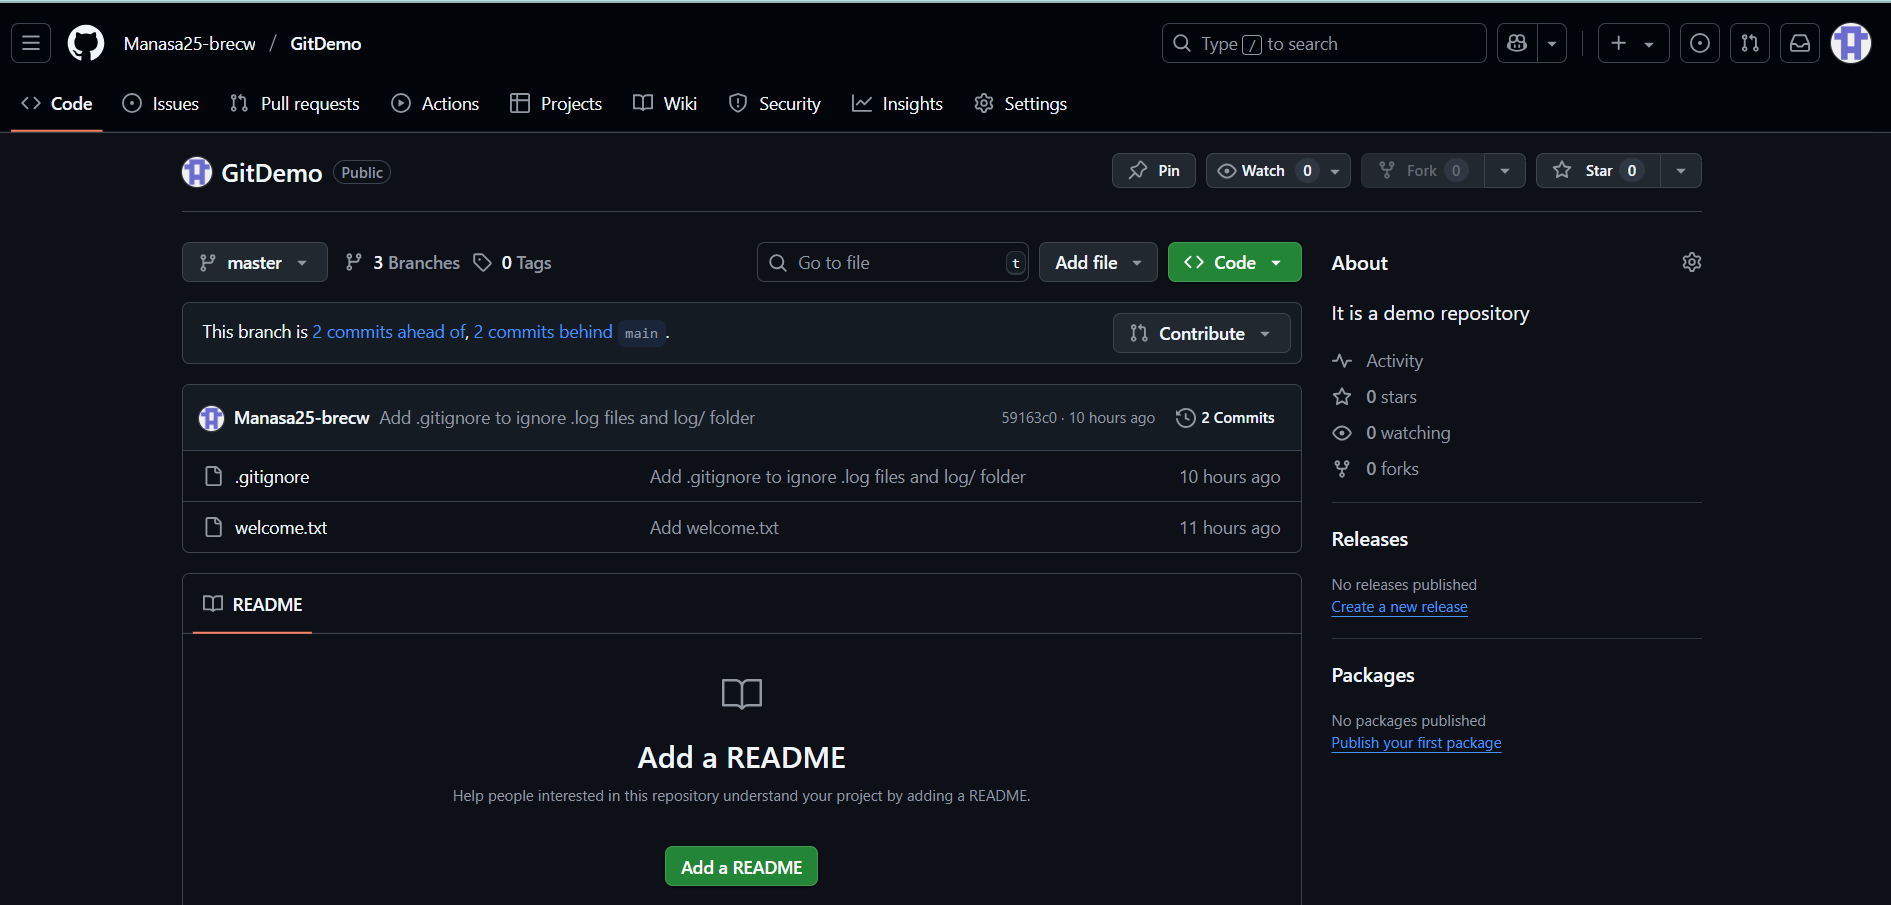 Manasa25-brecw / GitDemo
Type / to search
Code Issues Pull requests Actions Projects Wiki Security Insights Settings
GitDemo Public
Pin Watch 0 Fork 0 Star 0
master 3 Branches 0 Tags
Go to file t Add file Code
This branch is 2 commits ahead of, 2 commits behind main .
Contribute
Manasa25-brecw Add .gitignore to ignore .log files and log/ folder 59163c0 · 10 hours ago 2 Commits
.gitignore Add .gitignore to ignore .log files and log/ folder 10 hours ago
welcome.txt Add welcome.txt 11 hours ago
README
Add a README
Help people interested in this repository understand your project by adding a README.
Add a README
About
It is a demo repository
Activity
0 stars
0 watching
0 forks
Releases
No releases published
Create a new release
Packages
No packages published
Publish your first package